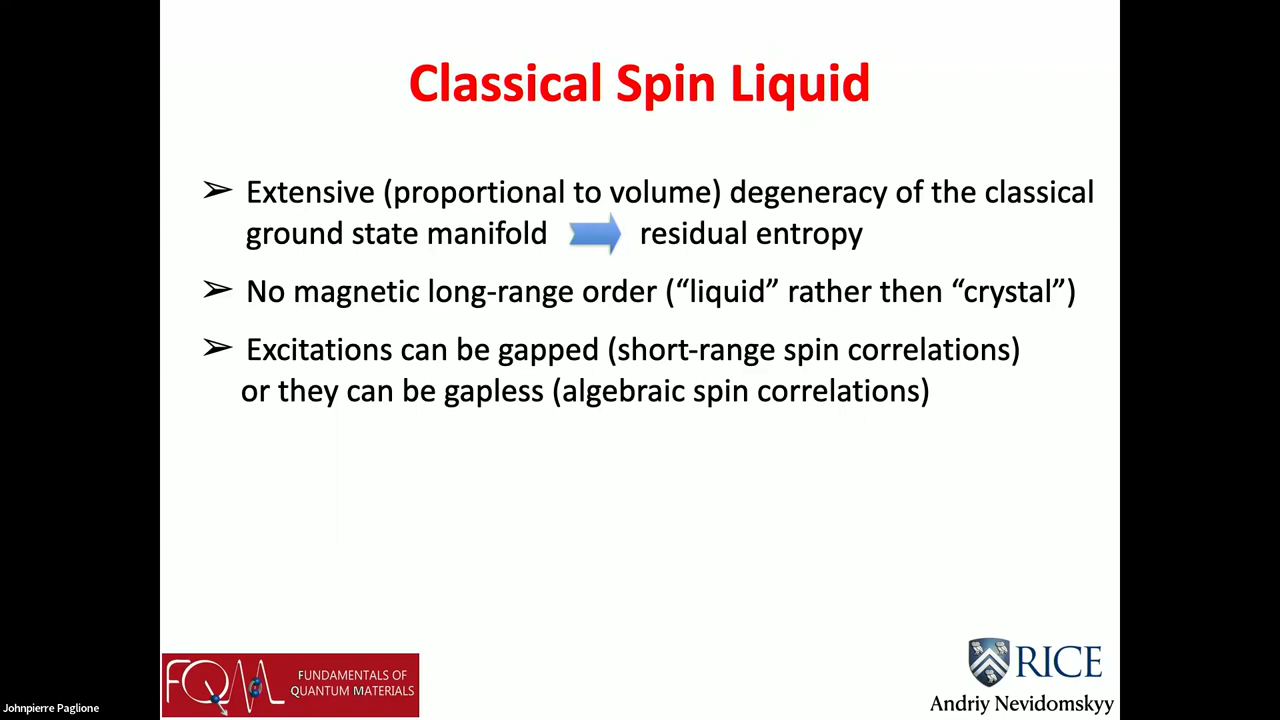 Classical Spin Liquid
➢ Extensive (proportional to volume) degeneracy of the classical
ground state manifold residual entropy
➢ No magnetic long-range order (“liquid” rather then “crystal”)
➢ Excitations can be gapped (short-range spin correlations)
or they can be gapless (algebraic spin correlations)
FQM FUNDAMENTALS OF
QUANTUM MATERIALS
RICE
Andriy Nevidomskyy
Johnpierre Paglione